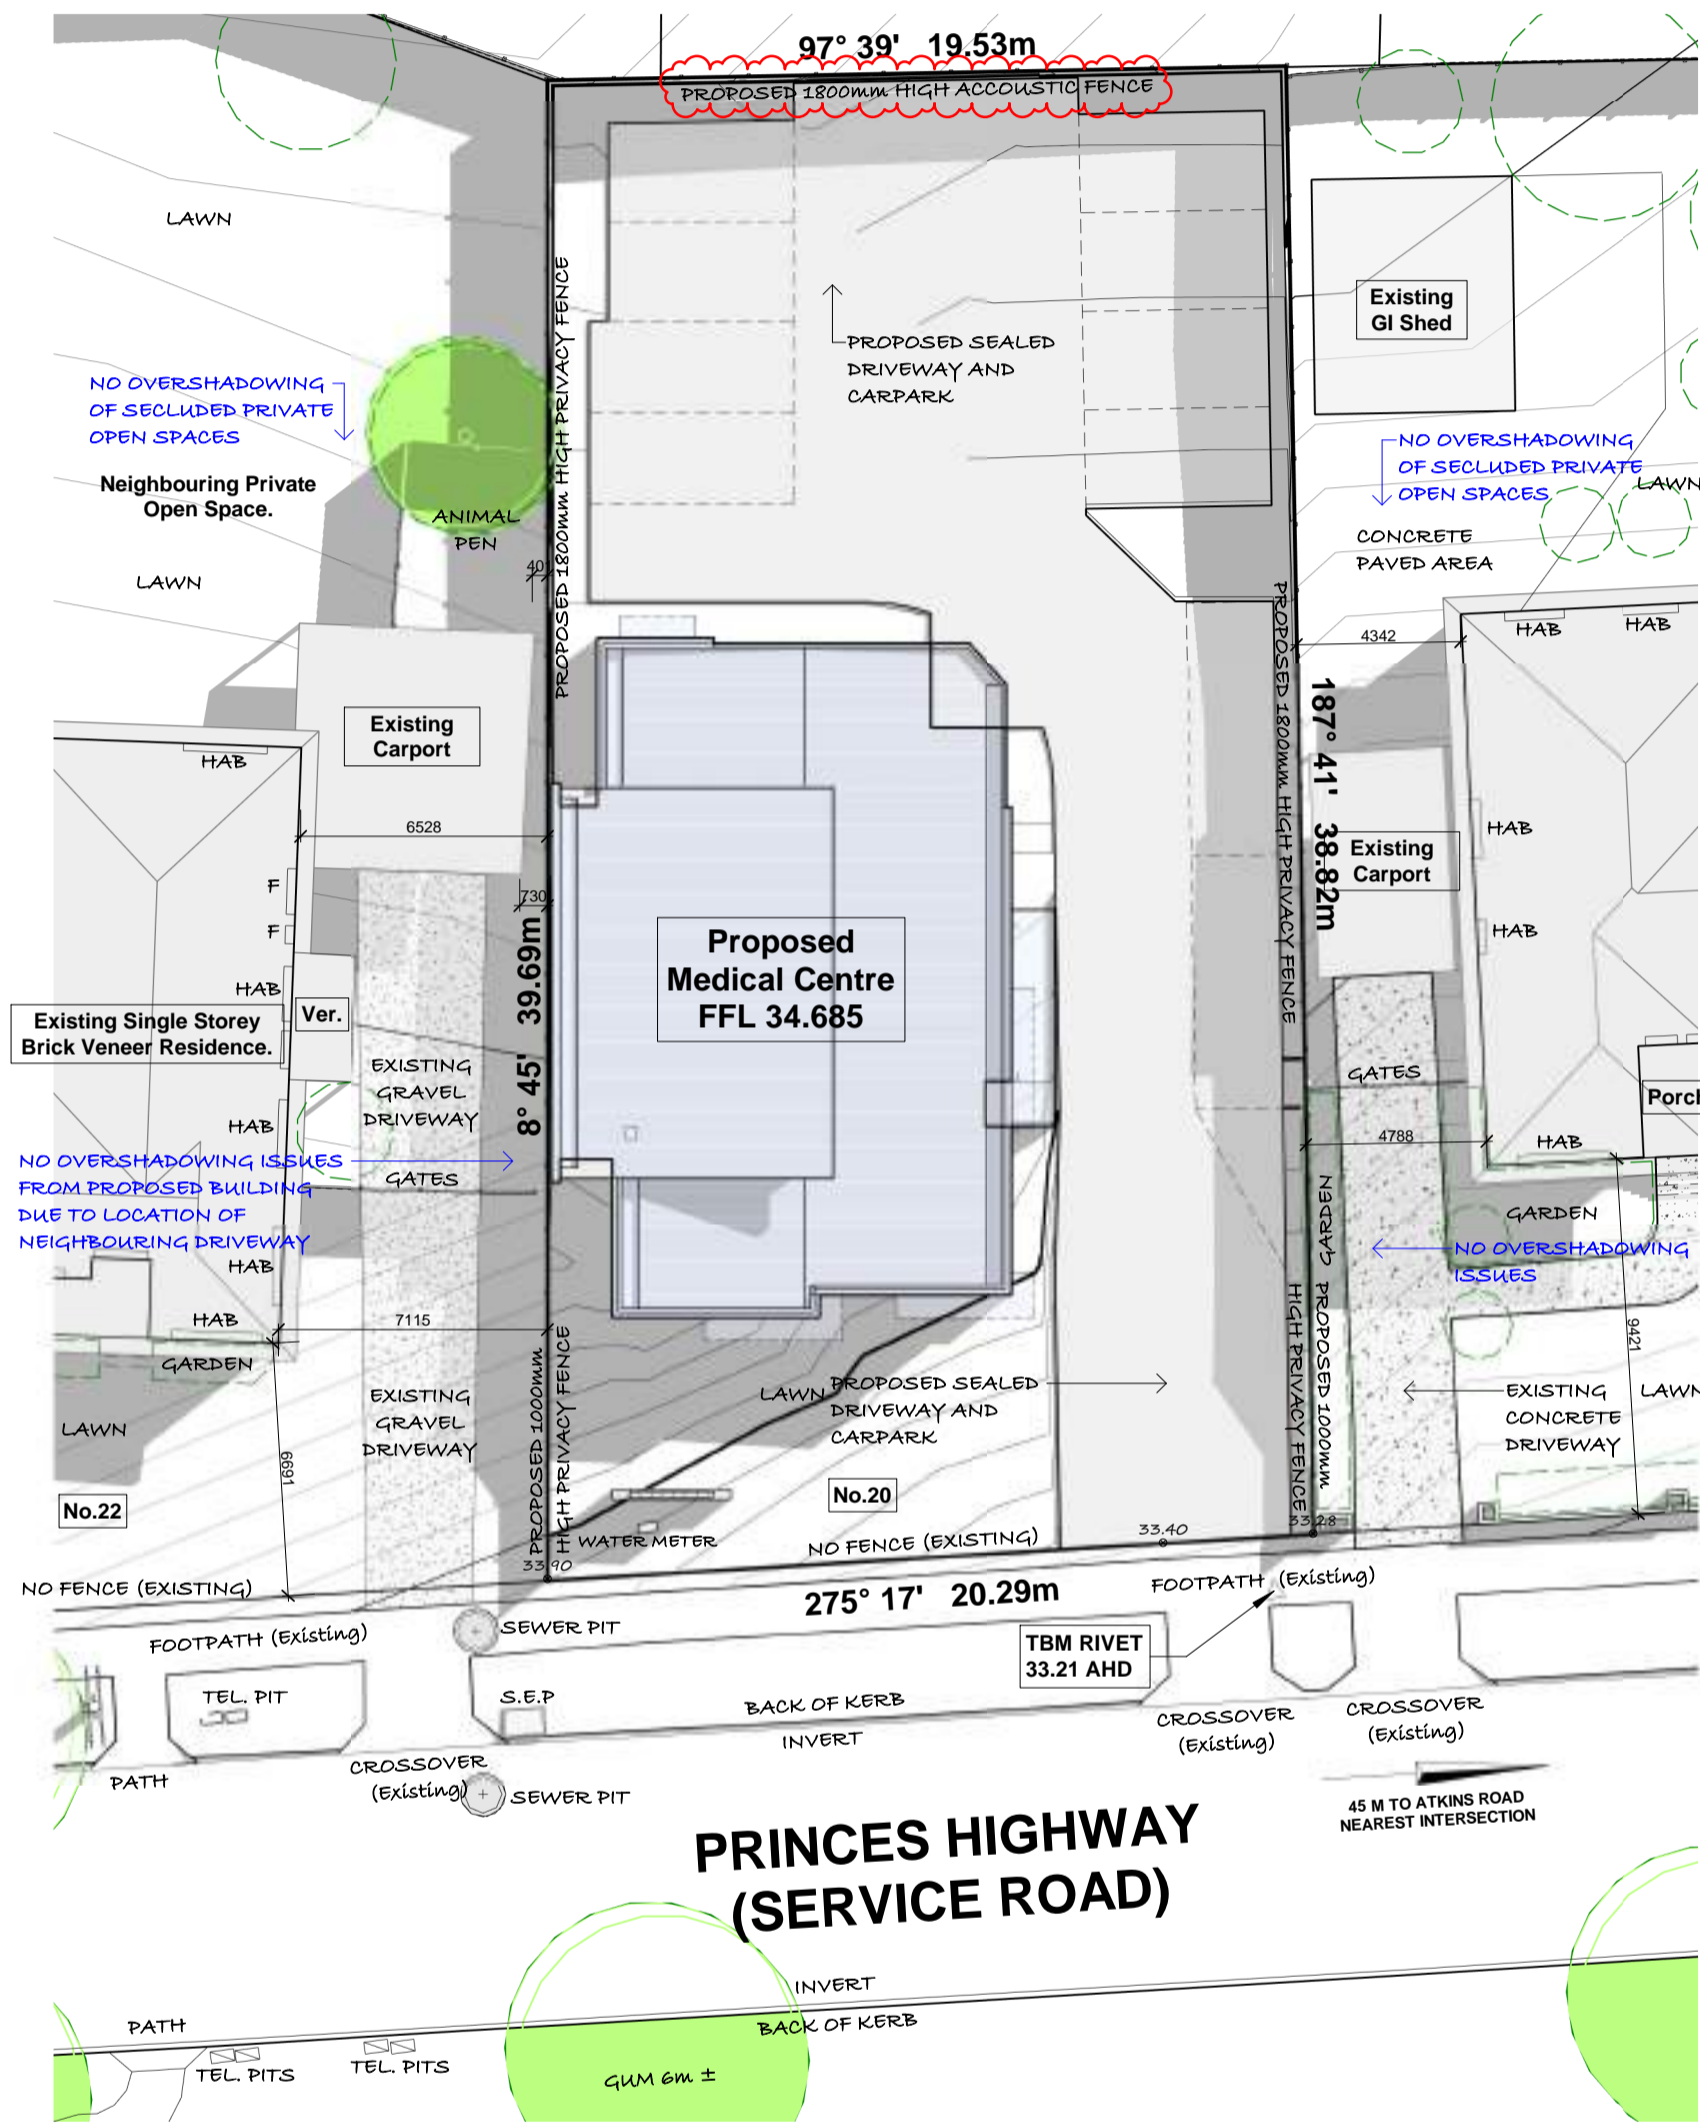 97° 39' 19.53m
PROPOSED 1800mm HIGH ACCOUSTIC FENCE
LAWN
PROPOSED 1800mm HIGH PRIVACY FENCE
Existing
GI Shed
PROPOSED SEALED
DRIVEWAY AND
CARPARK
NO OVERSHADOWING
OF SECLUDED PRIVATE
OPEN SPACES
NO OVERSHADOWING
OF SECLUDED PRIVATE
OPEN SPACES
LAWN
Neighbouring Private
Open Space.
ANIMAL
PEN
CONCRETE
PAVED AREA
LAWN
40
PROPOSED 1800mm HIGH PRIVACY FENCE
HAB
HAB
4342
187° 41' 38.82m
Existing
Carport
HAB
6528
HAB
Existing
Carport
F
F
730
8° 45' 39.69m
Proposed
Medical Centre
FFL 34.685
HAB
HAB
Ver.
Existing Single Storey
Brick Veneer Residence.
EXISTING
GRAVEL
DRIVEWAY
GATES
Porch
HAB
4788
HAB
NO OVERSHADOWING ISSUES
FROM PROPOSED BUILDING
DUE TO LOCATION OF
NEIGHBOURING DRIVEWAY
GATES
GARDEN
GARDEN
NO OVERSHADOWING
ISSUES
HAB
HAB
7115
GARDEN
PROPOSED 1000mm
HIGH PRIVACY FENCE
PROPOSED 1000mm
HIGH PRIVACY FENCE
9421
LAWN
PROPOSED SEALED
DRIVEWAY AND
CARPARK
EXISTING
CONCRETE
DRIVEWAY
LAWN
EXISTING
GRAVEL
DRIVEWAY
LAWN
6691
No.22
No.20
WATER METER
NO FENCE (EXISTING)
33.40
33.28
33.90
NO FENCE (EXISTING)
275° 17' 20.29m
FOOTPATH (Existing)
FOOTPATH (Existing)
SEWER PIT
TBM RIVET
33.21 AHD
TEL. PIT
S.E.P
BACK OF KERB
INVERT
CROSSOVER
(Existing)
CROSSOVER
(Existing)
PATH
CROSSOVER
(Existing)
SEWER PIT
45 M TO ATKINS ROAD
NEAREST INTERSECTION
PRINCES HIGHWAY
(SERVICE ROAD)
INVERT
BACK OF KERB
PATH
TEL. PITS
TEL. PITS
GUM 6m ±